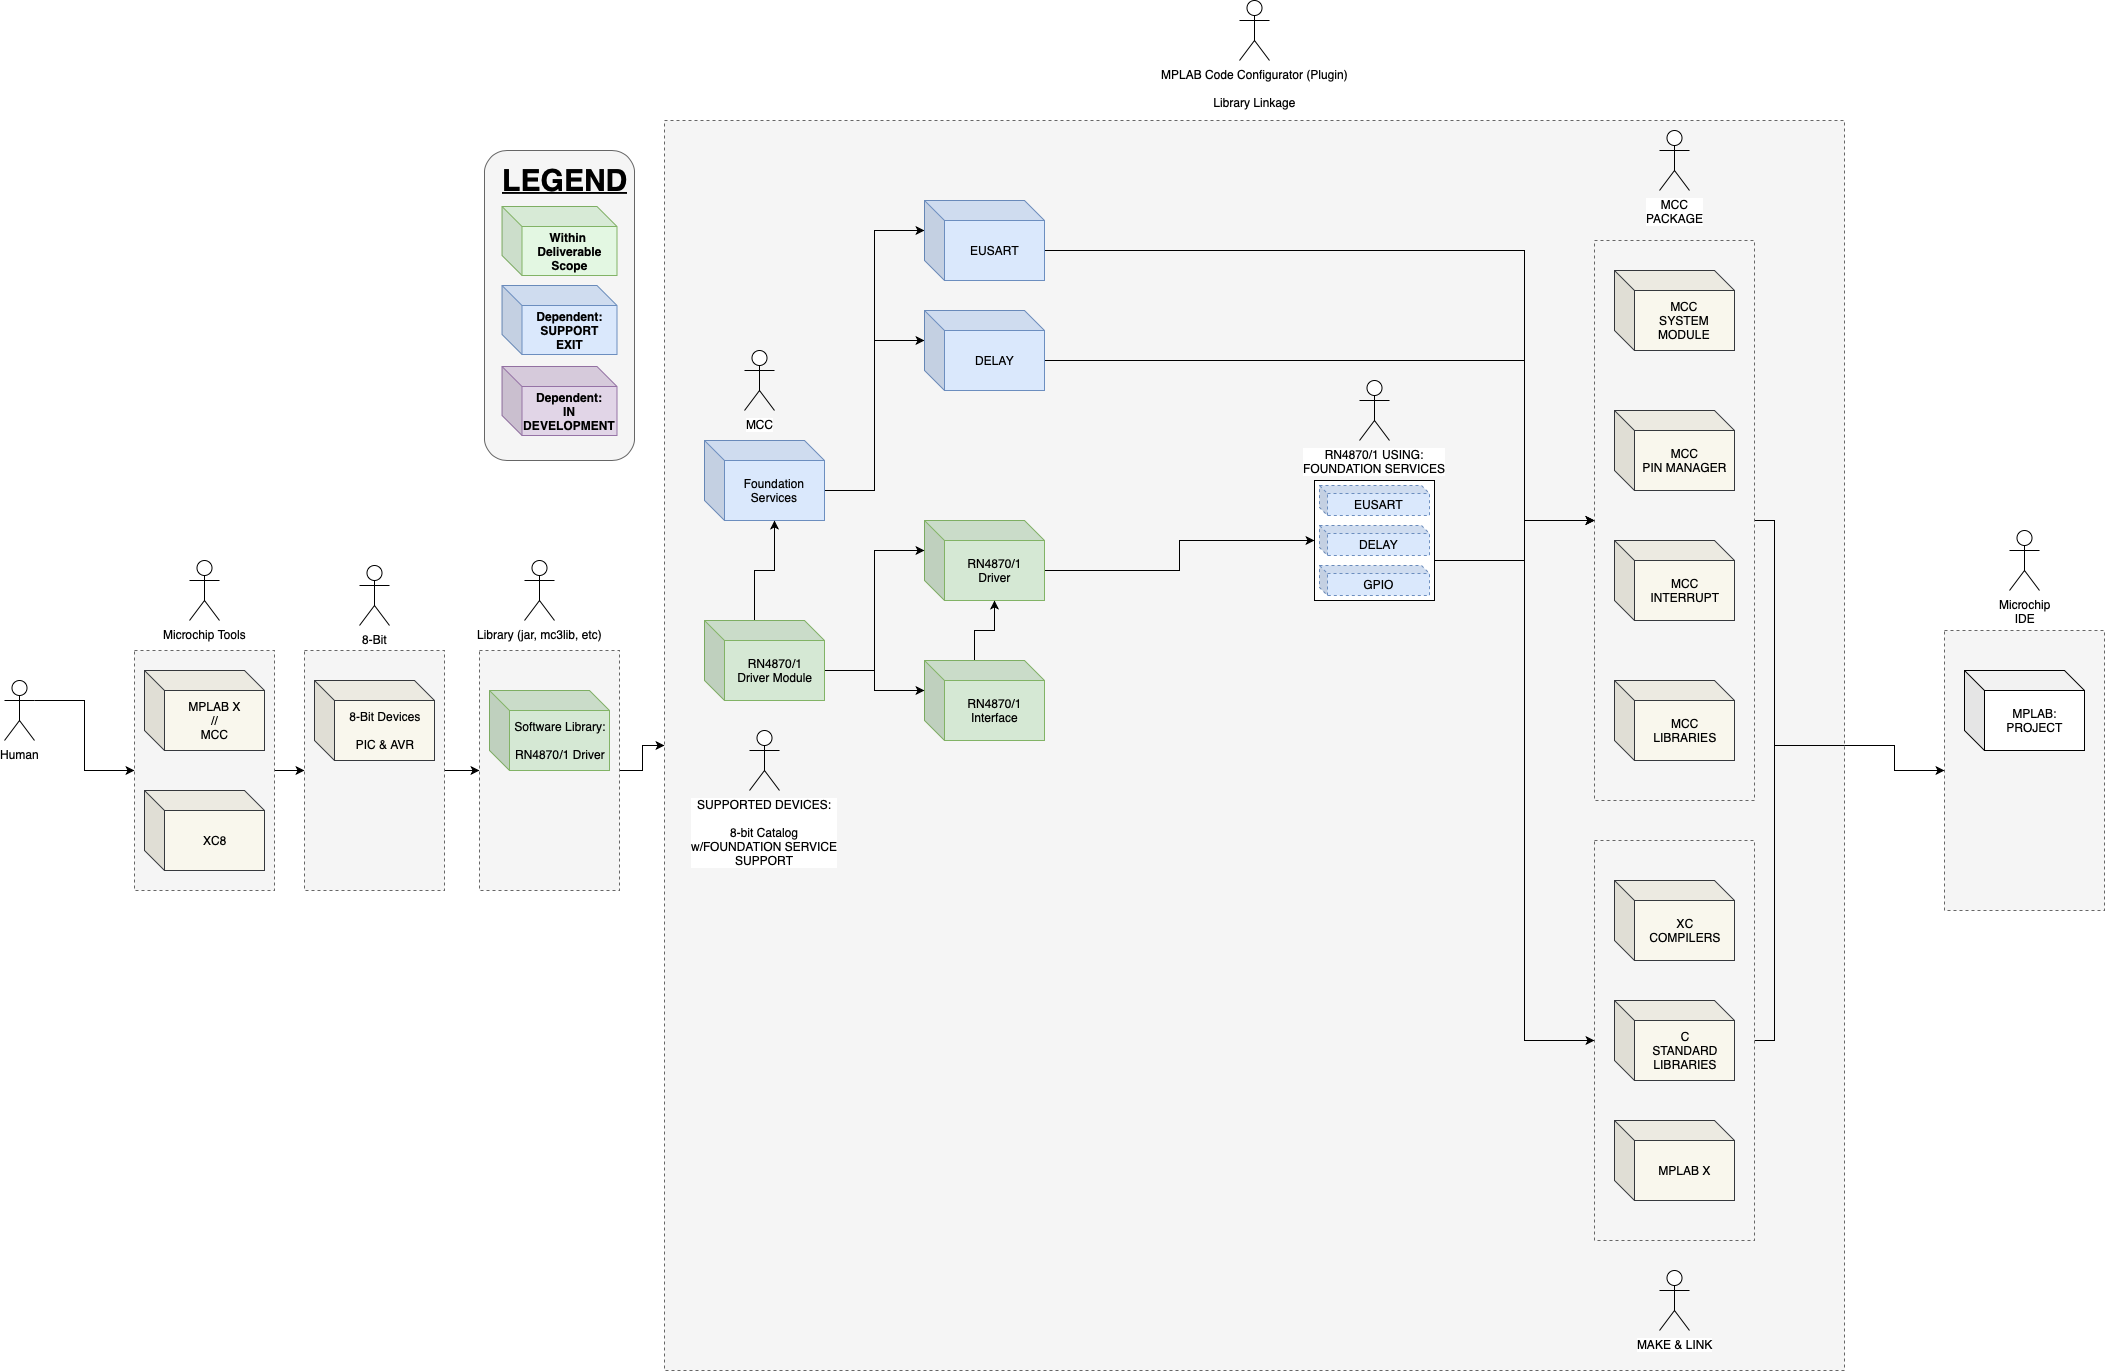 MPLAB Code Configurator (Plugin)
Library Linkage
LEGEND
Within
Deliverable
Scope
Dependent:
SUPPORT
EXIT
Dependent:
IN
DEVELOPMENT
MCC
PACKAGE
EUSART
DELAY
MCC
Foundation
Services
RN4870/1 USING:
FOUNDATION SERVICES
EUSART
DELAY
GPIO
RN4870/1
Driver
RN4870/1
Driver Module
RN4870/1
Interface
SUPPORTED DEVICES:
8-bit Catalog
w/FOUNDATION SERVICE
SUPPORT
MCC
SYSTEM
MODULE
MCC
PIN MANAGER
MCC
INTERRUPT
MCC
LIBRARIES
XC
COMPILERS
C
STANDARD
LIBRARIES
MPLAB X
MAKE & LINK
Human
Microchip Tools
MPLAB X
//
MCC
XC8
8-Bit
8-Bit Devices
PIC & AVR
Library (jar, mc3lib, etc)
Software Library:
RN4870/1 Driver
Microchip
IDE
MPLAB:
PROJECT